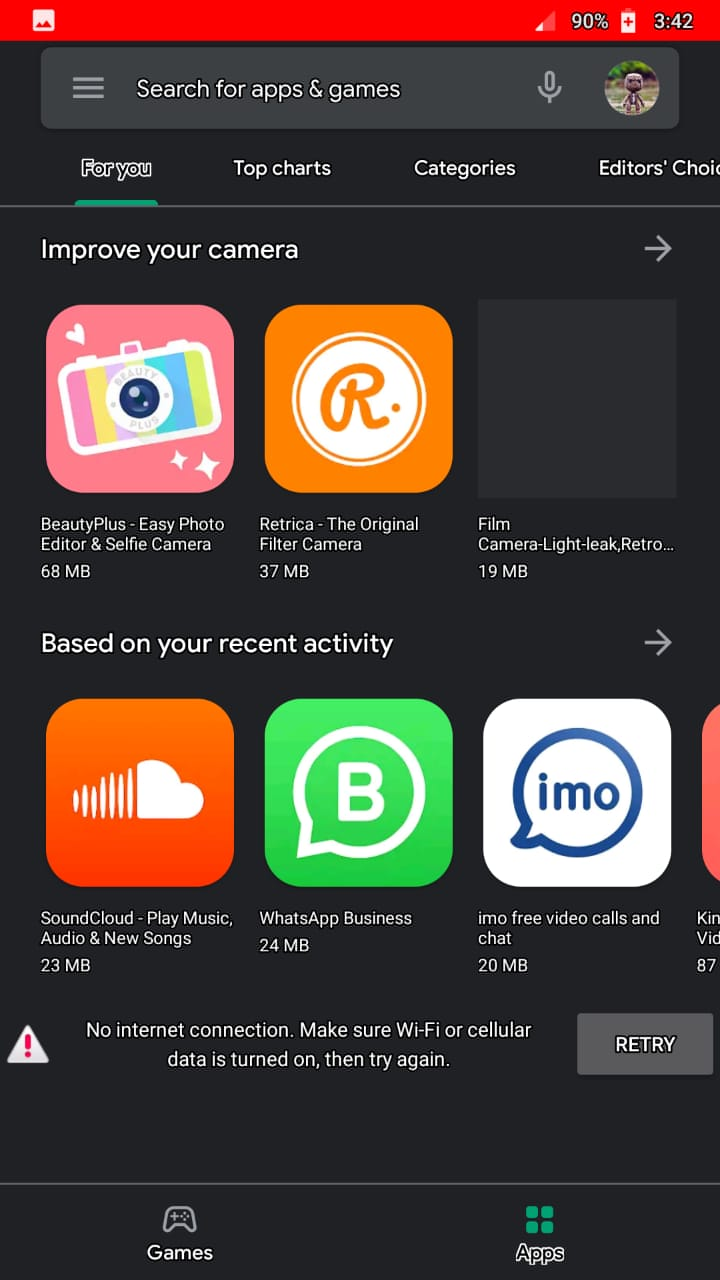 90% 3:42
Search for apps & games
For you Top charts Categories Editors' Choic
Improve your camera
BEAUTY
PLUS
R.
BeautyPlus - Easy Photo
Editor & Selfie Camera
68 MB
Retrica - The Original
Filter Camera
37 MB
Film
Camera-Light-leak,Retro...
19 MB
Based on your recent activity
B
imo
SoundCloud - Play Music,
Audio & New Songs
23 MB
WhatsApp Business
24 MB
imo free video calls and
chat
20 MB
Kin
Vid
87
No internet connection. Make sure Wi-Fi or cellular
data is turned on, then try again.
RETRY
Games Apps